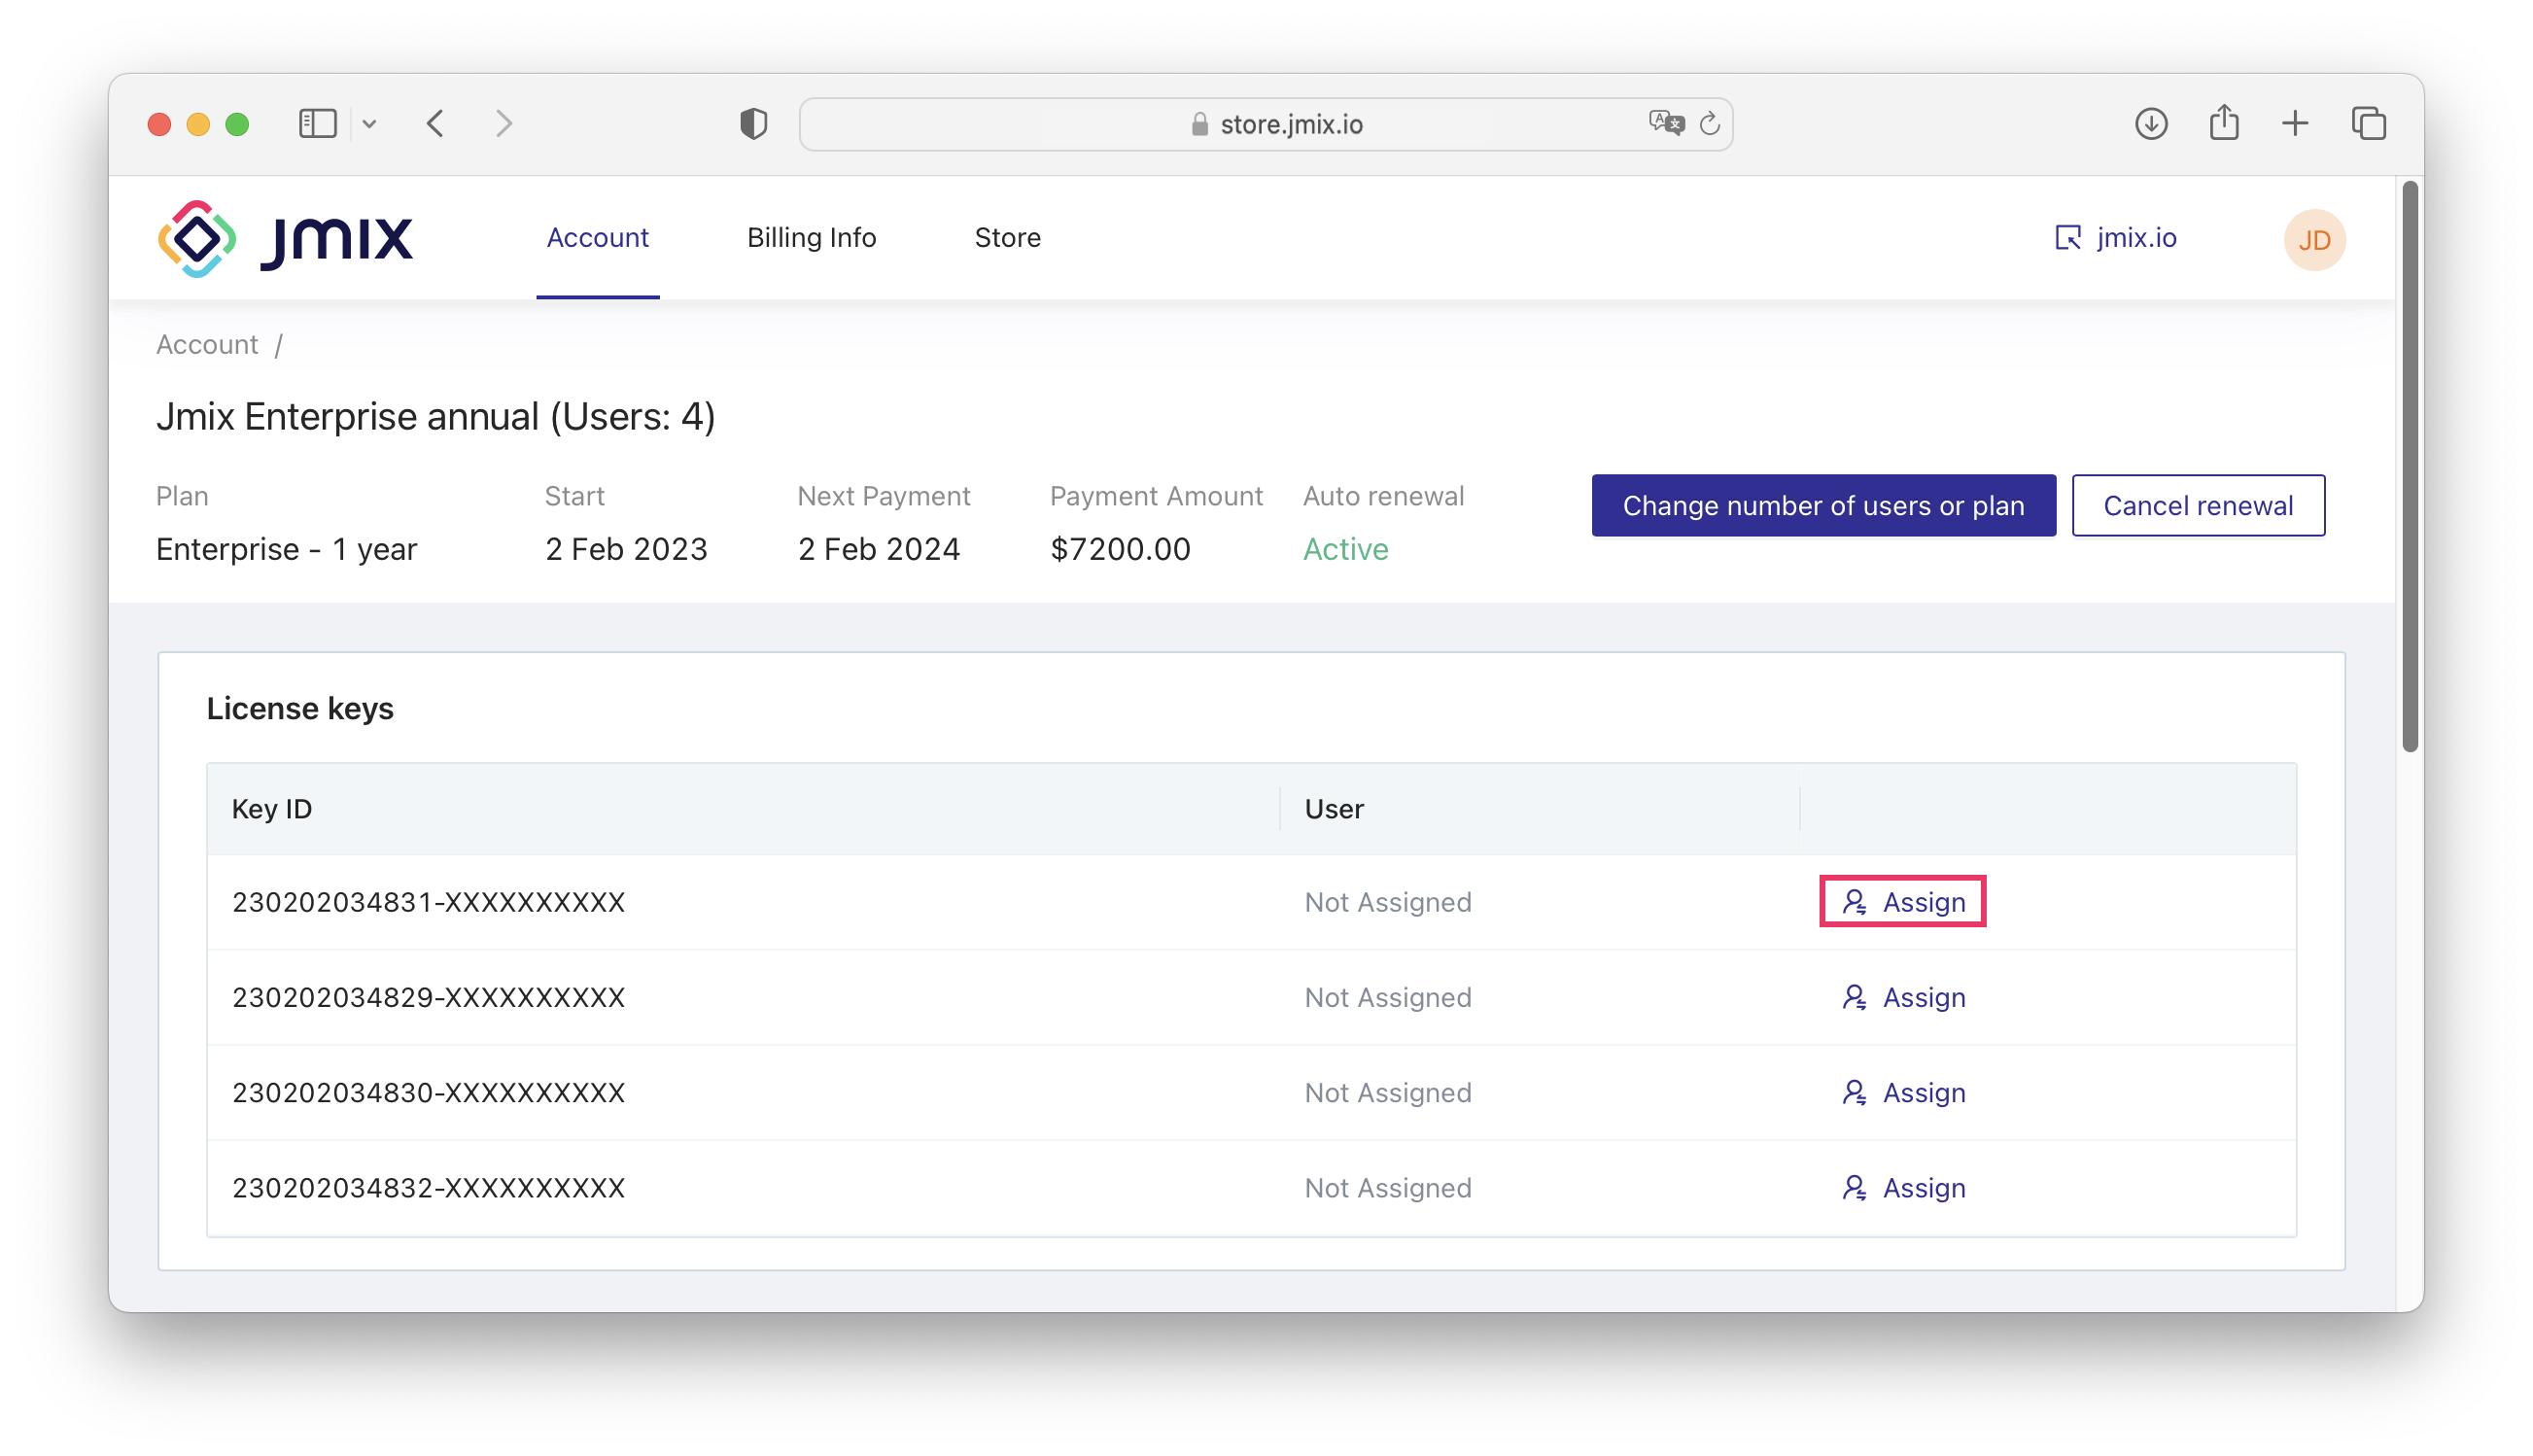 store.jmix.io
Jmix Account Billing Info Store jmix.io JD
Account /
Jmix Enterprise annual (Users: 4)
Plan Start Next Payment Payment Amount Auto renewal
Enterprise - 1 year 2 Feb 2023 2 Feb 2024 $7200.00 Active
Change number of users or plan Cancel renewal
License keys
Key ID User
230202034831-XXXXXXXXXX Not Assigned Assign
230202034829-XXXXXXXXXX Not Assigned Assign
230202034830-XXXXXXXXXX Not Assigned Assign
230202034832-XXXXXXXXXX Not Assigned Assign